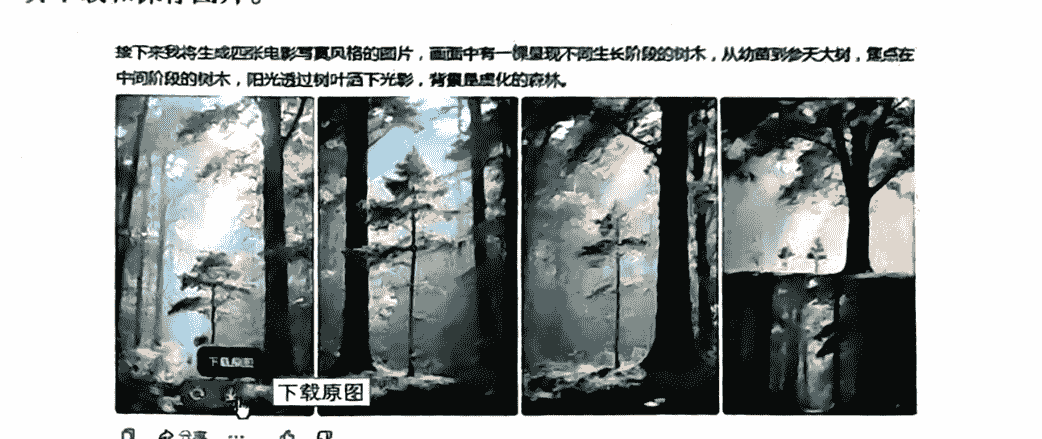 接下来我将生成四张电影写真风格的图片，画面中有一棵呈现不同生长阶段的树木，从幼苗到参天大树，焦点在
中间阶段的树木，阳光透过树叶洒下光影，背景是虚化的森林。
下载原图
下载原图
分享 ...